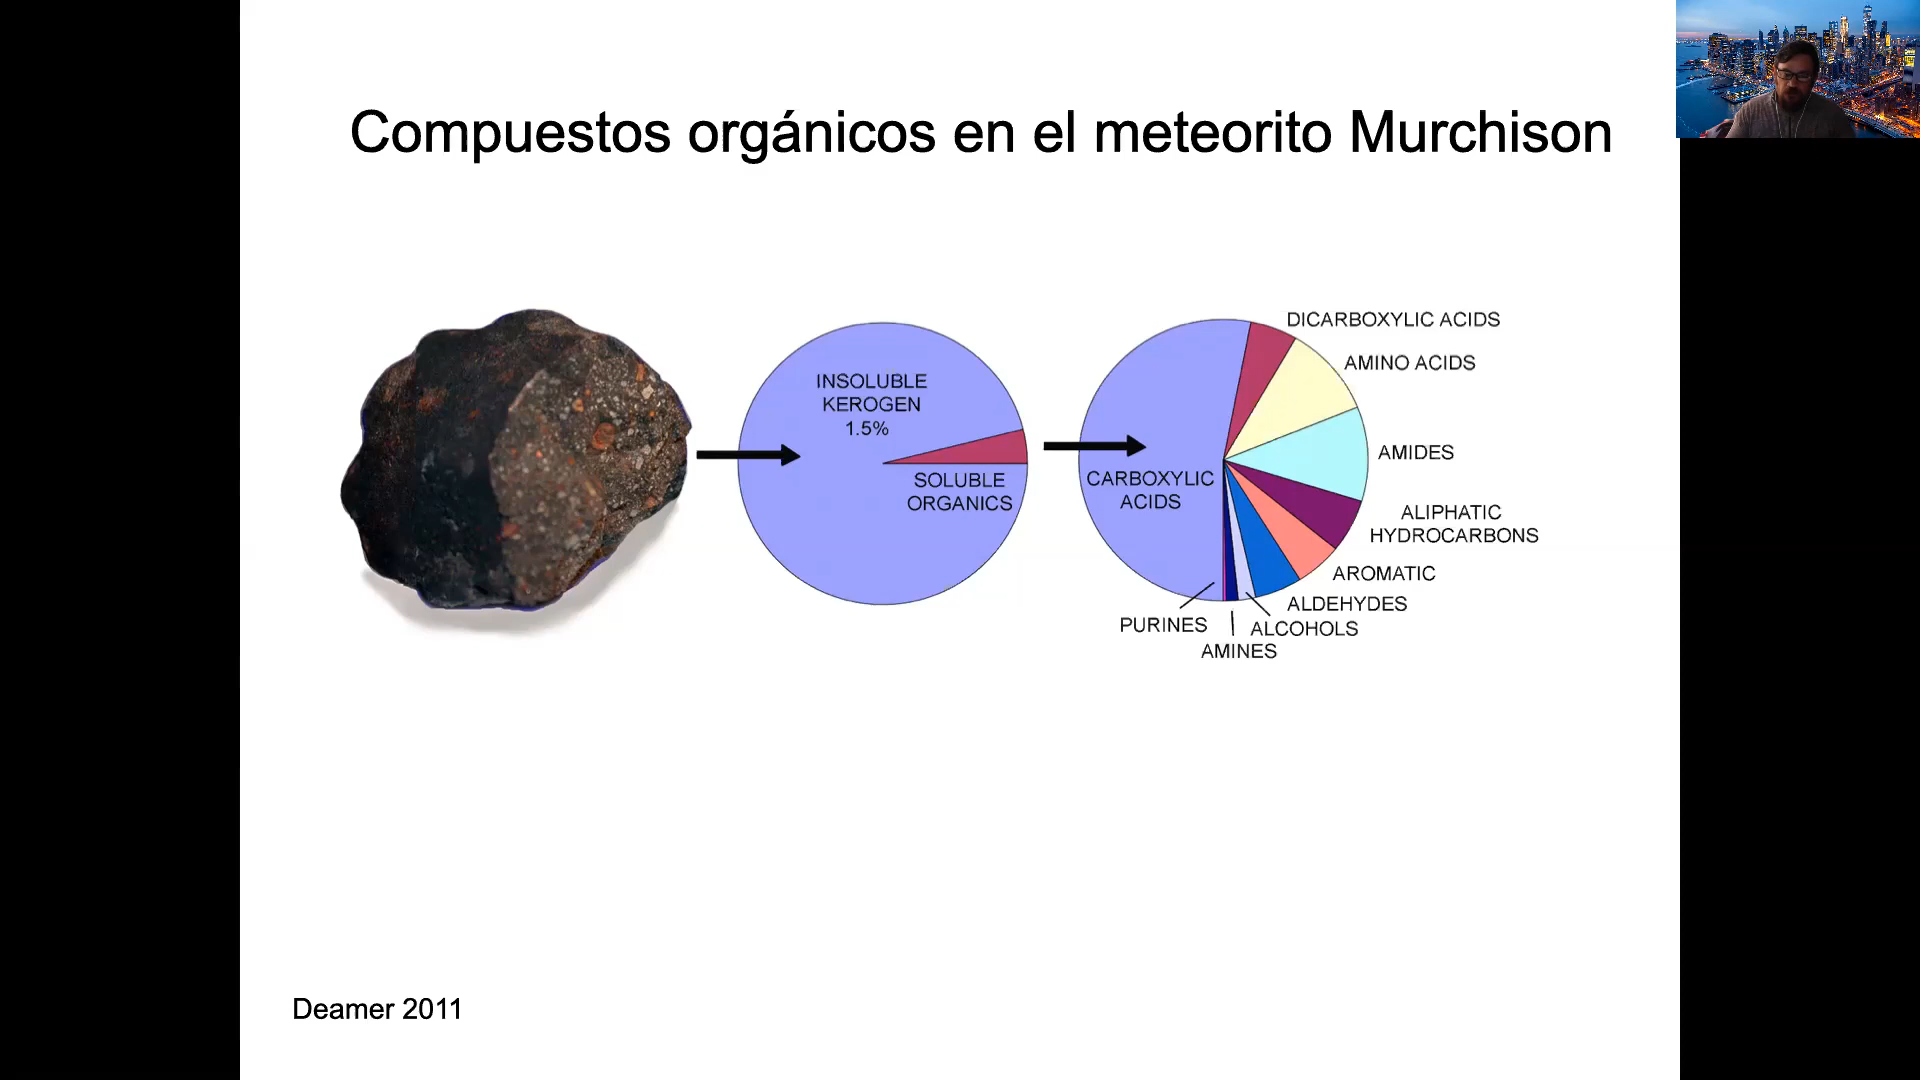 Compuestos orgánicos en el meteorito Murchison
INSOLUBLE
KEROGEN
1.5%
SOLUBLE
ORGANICS
DICARBOXYLIC ACIDS
AMINO ACIDS
AMIDES
CARBOXYLIC
ACIDS
ALIPHATIC
HYDROCARBONS
AROMATIC
ALDEHYDES
PURINES
ALCOHOLS
AMINES
Deamer 2011